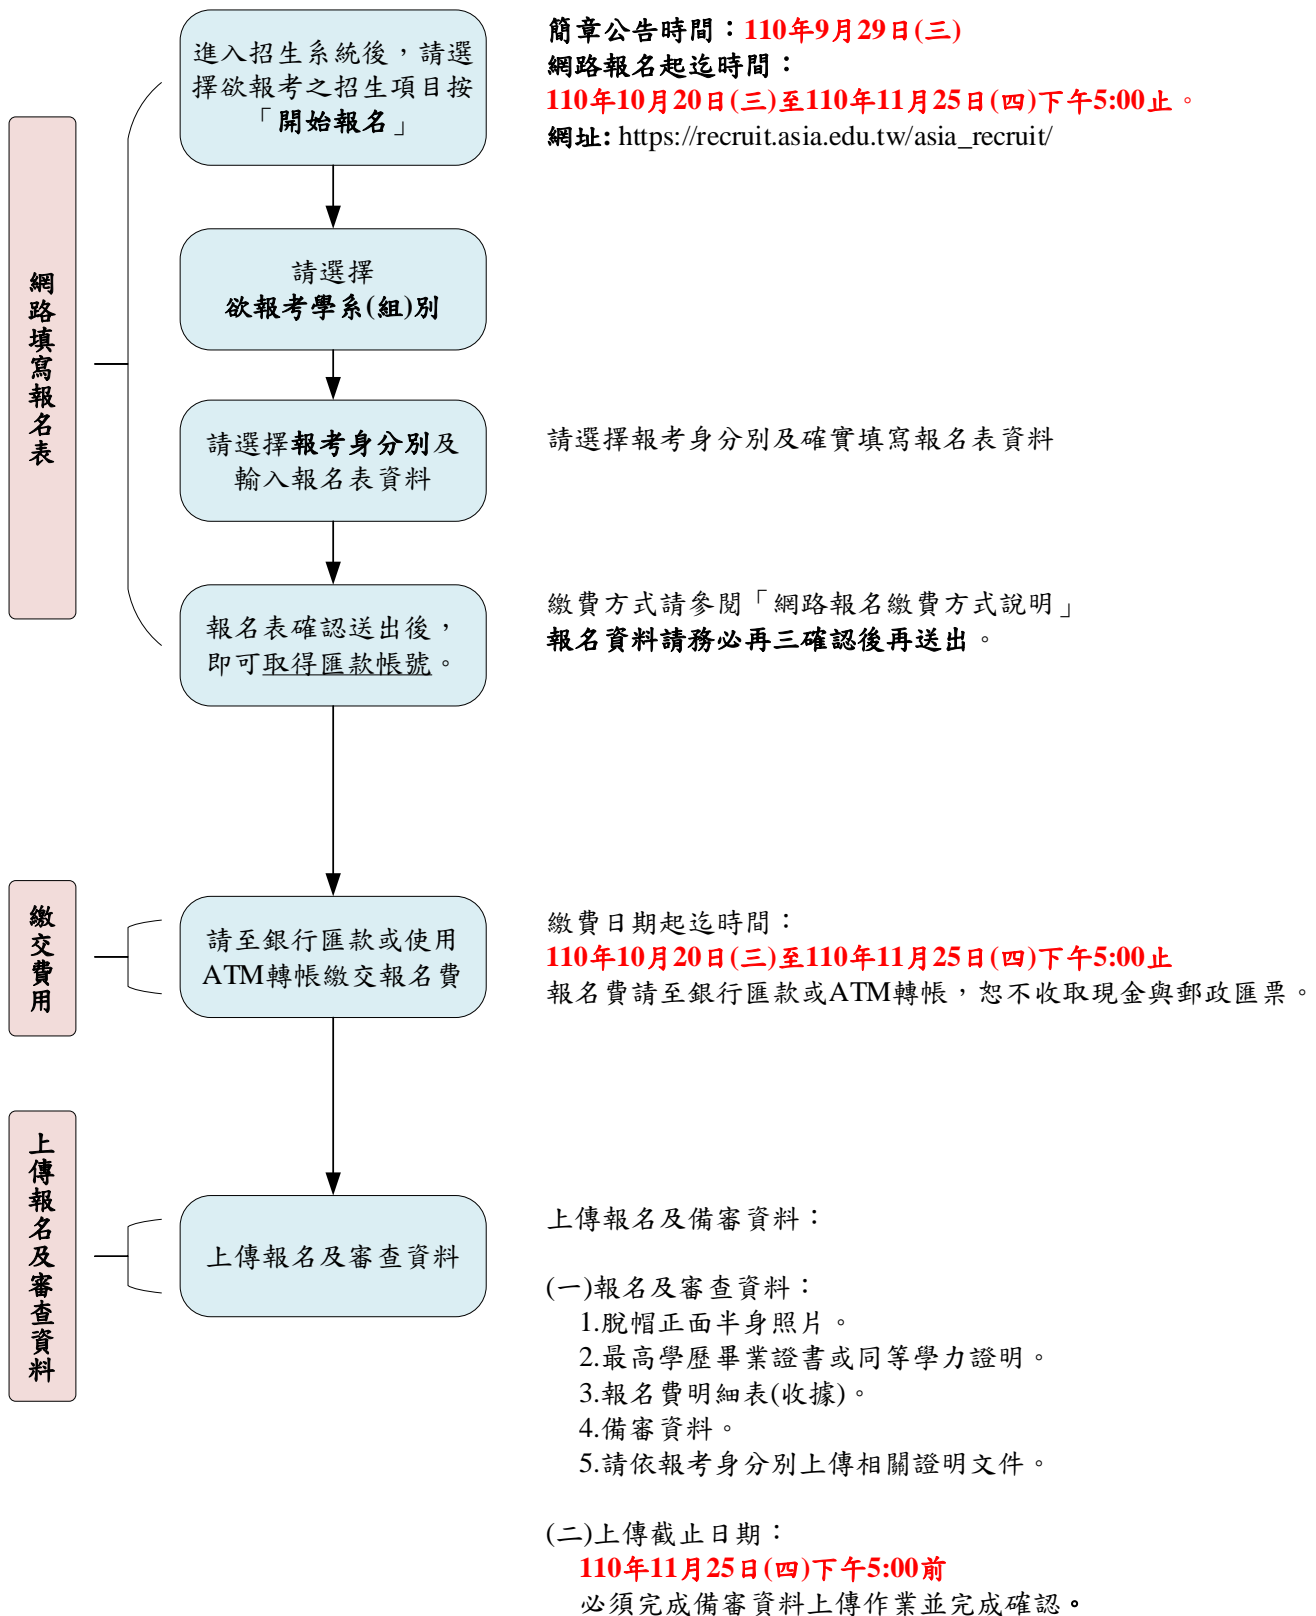 簡章公告時間：110年9月29日(三)
網路報名起迄時間：
110年10月20日(三)至110年11月25日(四)下午5:00止。
網址: https://recruit.asia.edu.tw/asia_recruit/
網路填寫報名表
進入招生系統後，請選
擇欲報考之招生項目按
「開始報名」
請選擇
欲報考學系(組)別
請選擇報考身分別及
輸入報名表資料
請選擇報考身分別及確實填寫報名表資料
報名表確認送出後，
即可取得匯款帳號。
繳費方式請參閱「網路報名繳費方式說明」
報名資料請務必再三確認後再送出。
繳交費用
請至銀行匯款或使用
ATM轉帳繳交報名費
繳費日期起迄時間：
110年10月20日(三)至110年11月25日(四)下午5:00止
報名費請至銀行匯款或ATM轉帳，恕不收取現金與郵政匯票。
上傳報名及審查資料
上傳報名及審查資料
上傳報名及備審資料：
(一)報名及審查資料：
1.脫帽正面半身照片。
2.最高學歷畢業證書或同等學力證明。
3.報名費明細表(收據)。
4.備審資料。
5.請依報考身分別上傳相關證明文件。
(二)上傳截止日期：
110年11月25日(四)下午5:00前
必須完成備審資料上傳作業並完成確認。